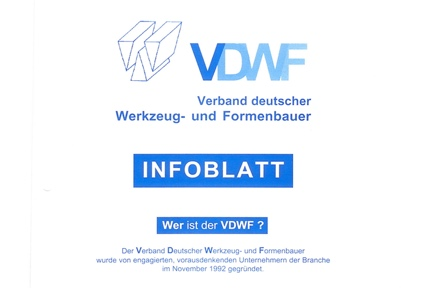 VDWF
Verband deutscher
Werkzeug- und Formenbauer
INFOBLATT
Wer ist der VDWF ?
Der Verband Deutscher Werkzeug- und Formenbauer
wurde von engagierten, vorausdenkenden Unternehmern der Branche
im November 1992 gegründet.